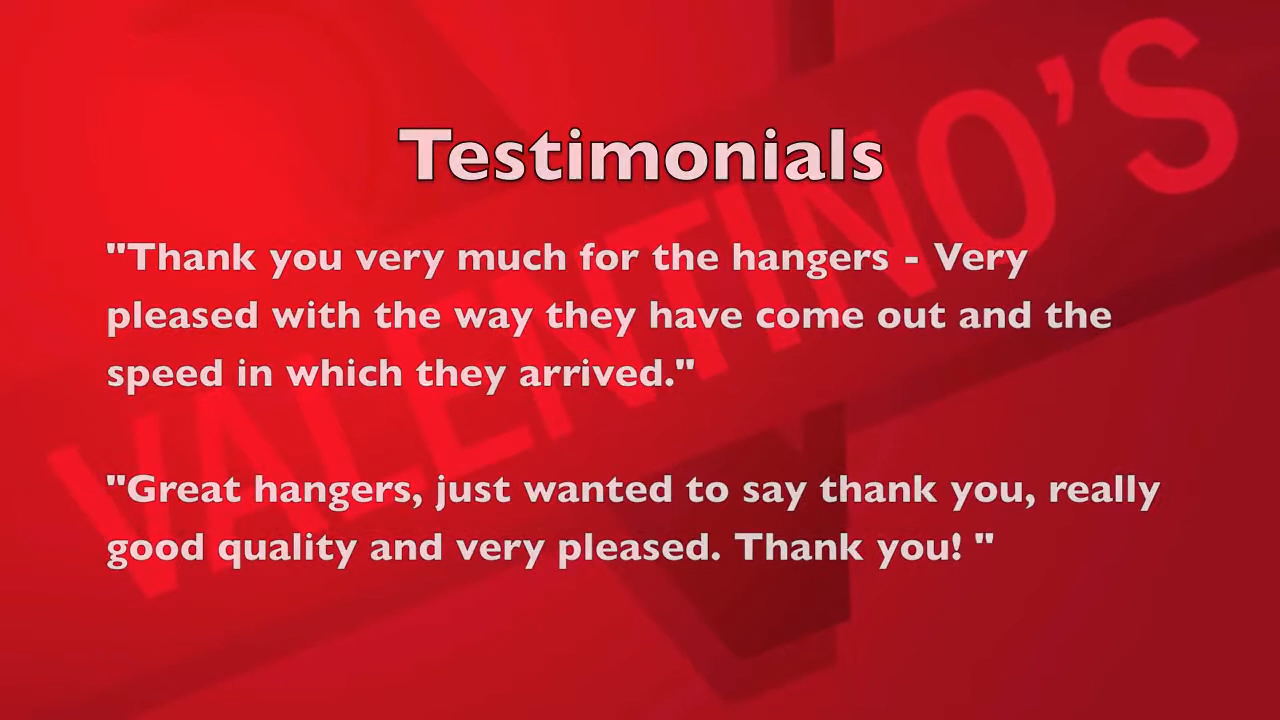 Testimonials
VALENTINO'S
"Thank you very much for the hangers - Very
pleased with the way they have come out and the
speed in which they arrived."
"Great hangers, just wanted to say thank you, really
good quality and very pleased. Thank you! "